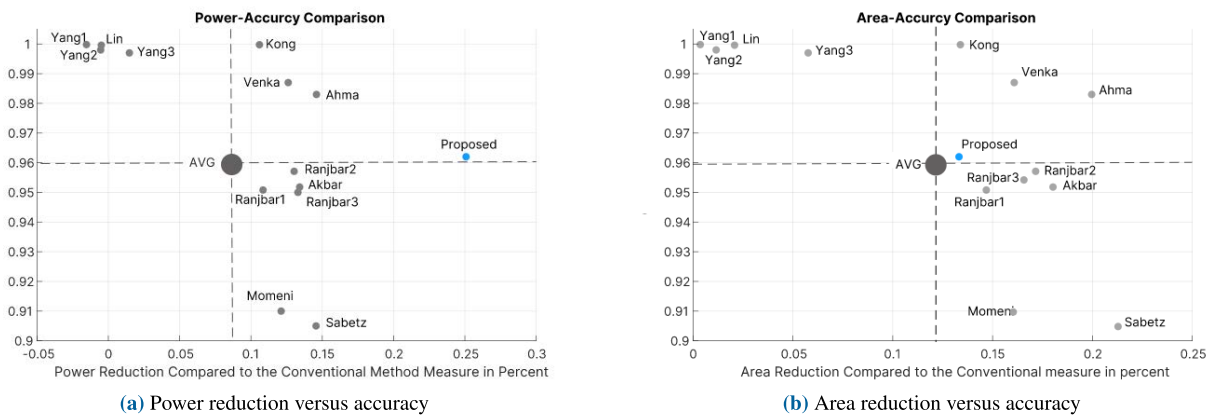 Power-Accurcy Comparison
Yang1
Lin
Yang2
Yang3
Kong
Venka
Ahma
Proposed
AVG
Ranjbar2
Akbar
Ranjbar1
Ranjbar3
Momeni
Sabetz
1
0.99
0.98
0.97
0.96
0.95
0.94
0.93
0.92
0.91
0.9
-0.05
0
0.05
0.1
0.15
0.2
0.25
0.3
Power Reduction Compared to the Conventional Method Measure in Percent
(a) Power reduction versus accuracy
Area-Accurcy Comparison
Yang1
Lin
Yang2
Yang3
Kong
Venka
Ahma
Proposed
AVG
Ranjbar3
Ranjbar2
Akbar
Ranjbar1
Momeni
Sabetz
1
0.99
0.98
0.97
0.96
0.95
0.94
0.93
0.92
0.91
0.9
0
0.05
0.1
0.15
0.2
0.25
Area Reduction Compared to the Conventional measure in percent
(b) Area reduction versus accuracy